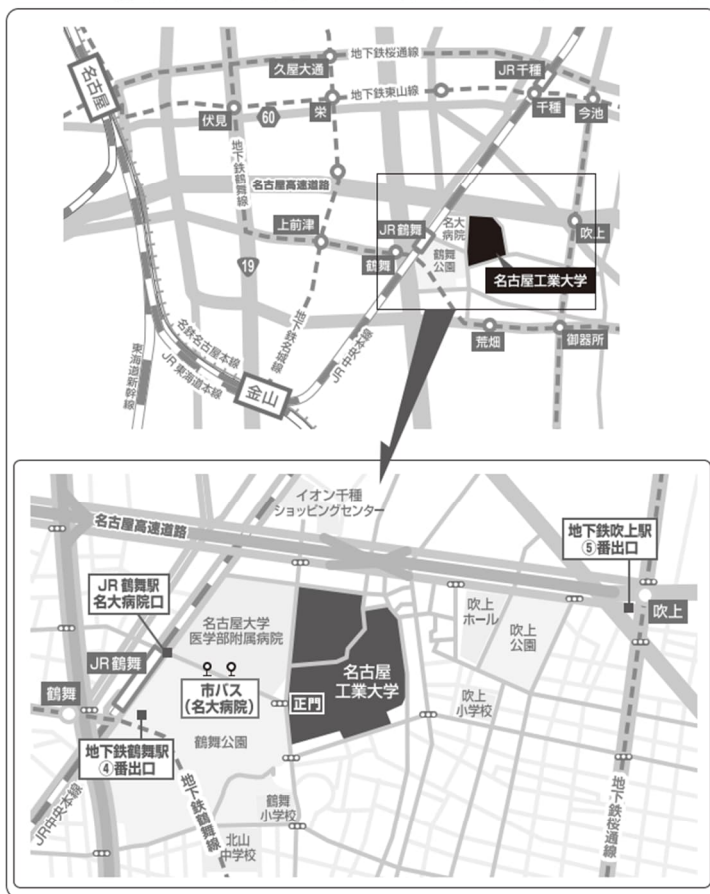 地下鉄桜通線
久屋大通
JR千種
名古屋
地下鉄東山線
千種
今池
伏見
60
栄
地下鉄鶴舞線
名古屋高速道路
上前津
JR鶴舞
名大
病院
吹上
鶴舞
鶴舞
公園
名古屋工業大学
19
地下鉄名城線
名鉄名古屋本線
JR東海道本線
東海道新幹線
JR中央本線
荒畑
御器所
金山
イオン千種
ショッピングセンター
名古屋高速道路
地下鉄吹上駅
⑤番出口
JR鶴舞駅
名大病院口
名古屋大学
医学部附属病院
吹上
ホール
吹上
公園
吹上
JR鶴舞
名古屋
工業大学
市バス
(名大病院)
正門
吹上
小学校
鶴舞
地下鉄鶴舞駅
④番出口
鶴舞公園
地下鉄鶴舞線
JR中央本線
鶴舞
小学校
北山
中学校
地下鉄桜通線